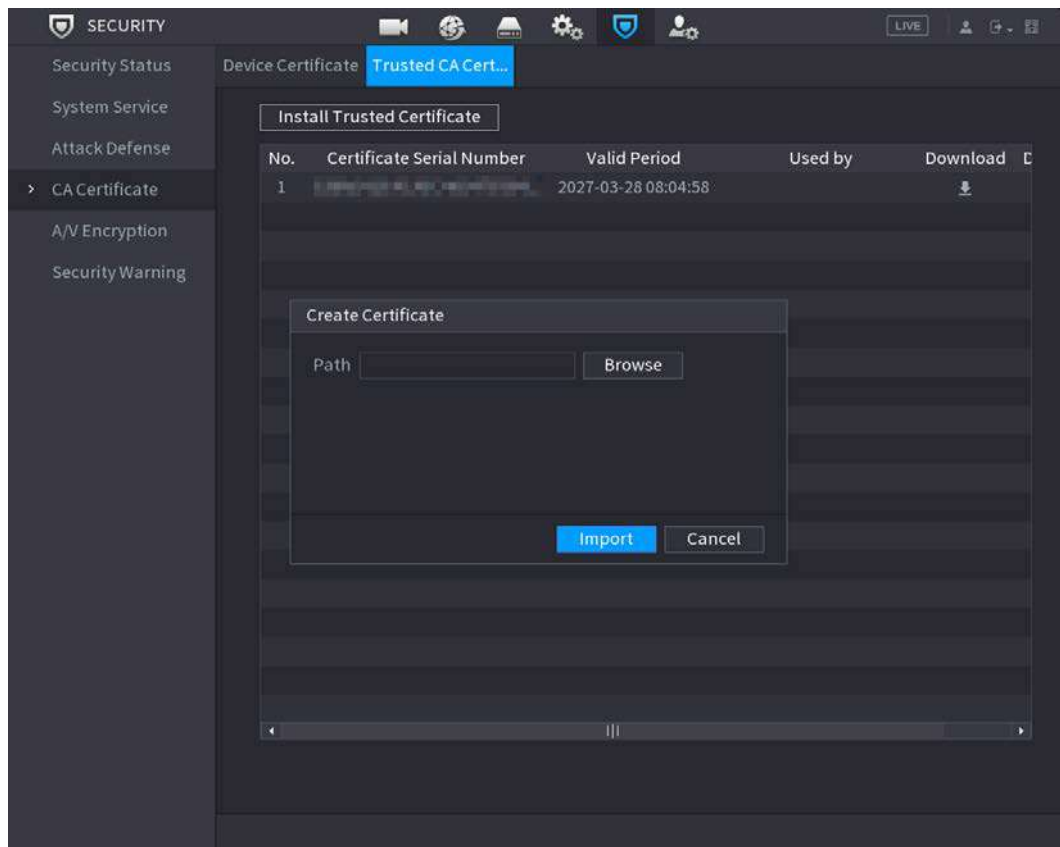 SECURITY
LIVE
Security Status
System Service
Attack Defense
CA Certificate
A/V Encryption
Security Warning
Device Certificate Trusted CA Cert...
Install Trusted Certificate
No. Certificate Serial Number Valid Period Used by Download D
1 2027-03-28 08:04:58
Create Certificate
Path Browse
Import Cancel